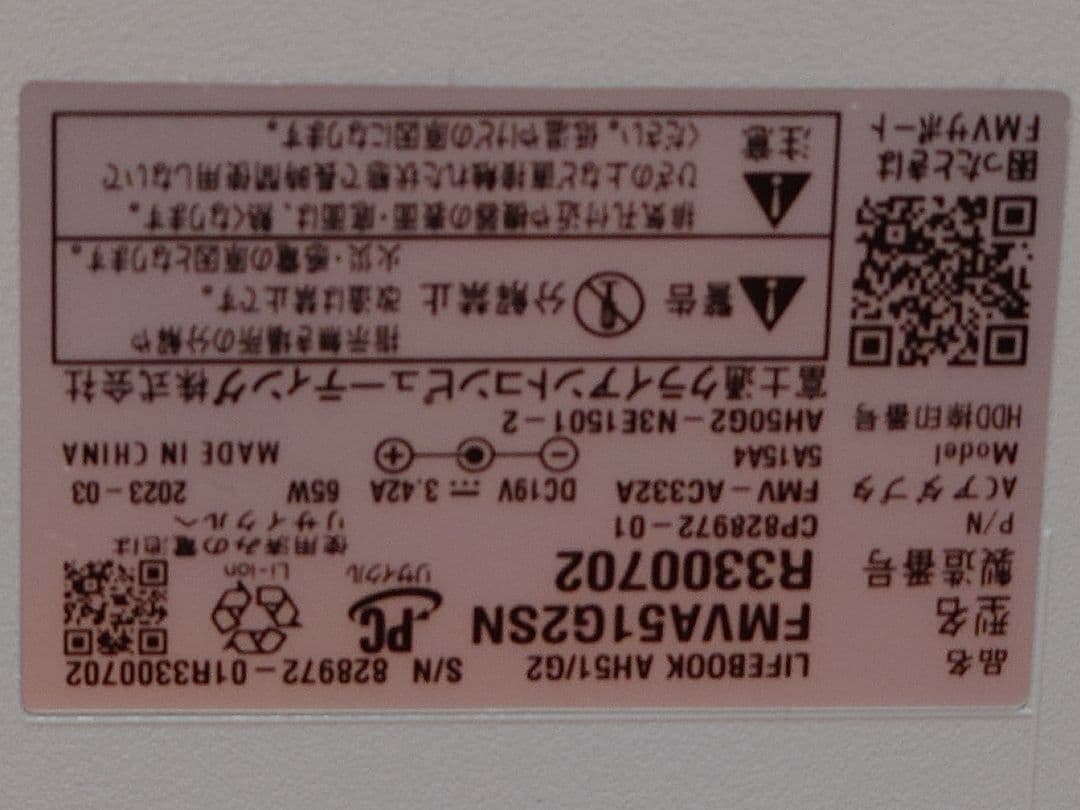 品名 LIFEBOOK AH51/G2 S/N 828972-01R3300702
型名 FMVA51G2SN
製造番号 R3300702
PC リサイクル
Li-ion
使用済みの電池は
リサイクルへ
P/N CP828972-01
ACアダプタ FMV-AC332A DC19V 3.42A 65W 2023-03
Model 5A15A4 MADE IN CHINA
HDD捺印番号 AH50G2-N3E1501-2
富士通クライアントコンピューティング株式会社
警告 分解禁止
指示無き場所の分解や
改造は禁止です。
火災・感電の原因となります。
注意
排気孔付近や機器の表面・底面は、熱くなります。
ひざの上など直接触れた状態で長時間使用しないで
ください。低温やけどの原因になります。
困ったときは
FMVサポート